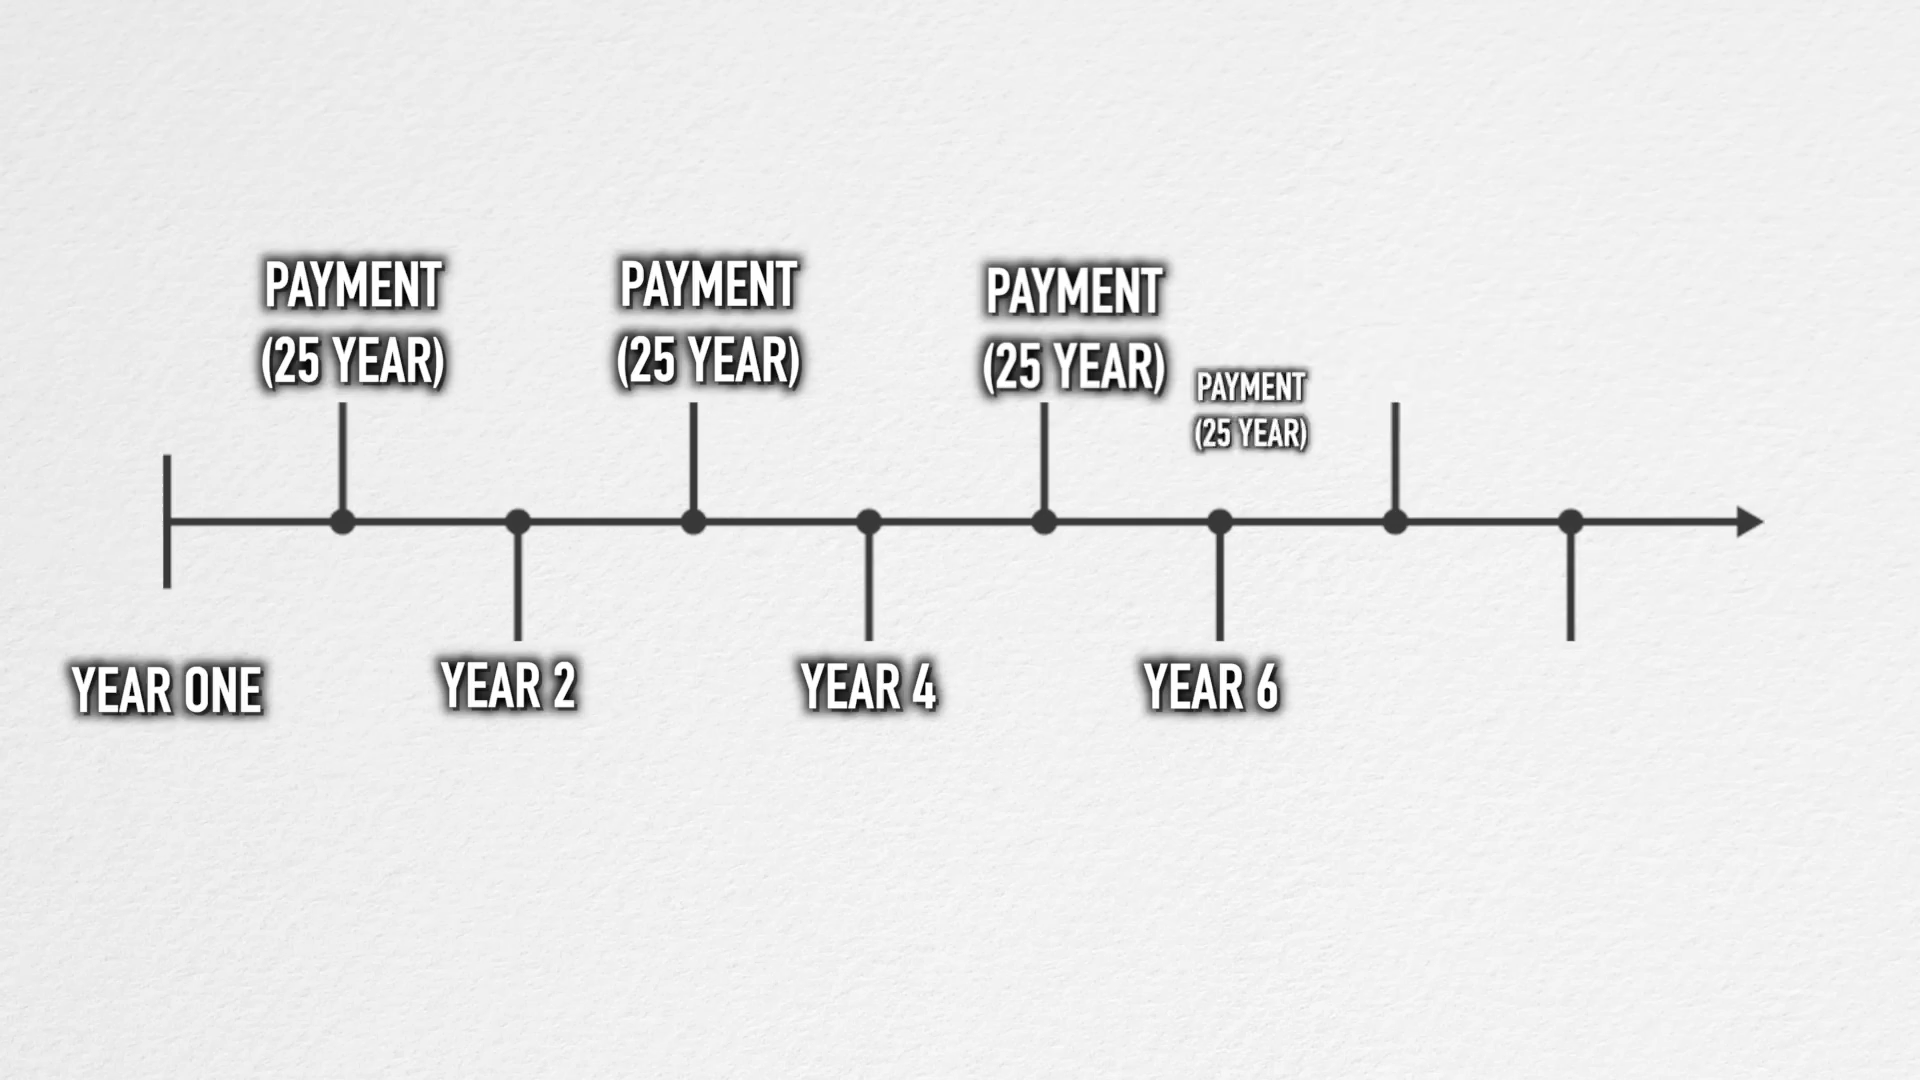 PAYMENT
(25 YEAR)
PAYMENT
(25 YEAR)
PAYMENT
(25 YEAR)
PAYMENT
(25 YEAR)
YEAR ONE
YEAR 2
YEAR 4
YEAR 6